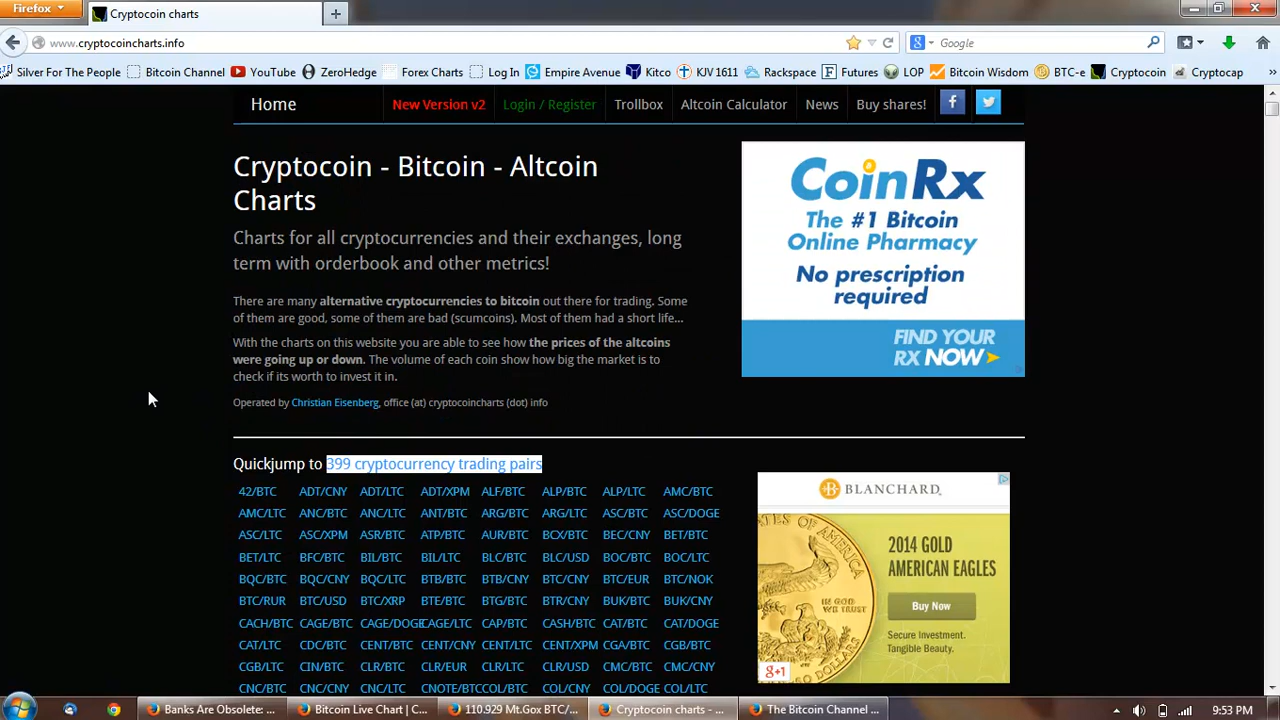 Firefox
Cryptocoin charts
www.cryptocoincharts.info
Google
Silver For The People
Bitcoin Channel
YouTube
ZeroHedge
Forex Charts
Log In
Empire Avenue
Kitco
KJV 1611
Rackspace
Futures
LOP
Bitcoin Wisdom
BTC-e
Cryptocoin
Cryptocap
Home
New Version v2
Login / Register
Trollbox
Altcoin Calculator
News
Buy shares!
Cryptocoin - Bitcoin - Altcoin
Charts
Charts for all cryptocurrencies and their exchanges, long
term with orderbook and other metrics!
There are many alternative cryptocurrencies to bitcoin out there for trading. Some
of them are good, some of them are bad (scumcoins). Most of them had a short life...
With the charts on this website you are able to see how the prices of the altcoins
were going up or down. The volume of each coin show how big the market is to
check if its worth to invest it in.
Operated by Christian Eisenberg, office (at) cryptocoincharts (dot) info
CoinRx
The #1 Bitcoin
Online Pharmacy
No prescription
required
FIND YOUR
RX NOW
Quickjump to 399 cryptocurrency trading pairs
42/BTC ADT/CNY ADT/LTC ADT/XPM ALF/BTC ALP/BTC ALP/LTC AMC/BTC
AMC/LTC ANC/BTC ANC/LTC ANT/BTC ARG/BTC ARG/LTC ASC/BTC ASC/DOGE
ASC/LTC ASC/XPM ASR/BTC ATP/BTC AUR/BTC BCX/BTC BEC/CNY BET/BTC
BET/LTC BFC/BTC BIL/BTC BIL/LTC BLC/BTC BLC/USD BOC/BTC BOC/LTC
BQC/BTC BQC/CNY BQC/LTC BTB/BTC BTB/CNY BTC/CNY BTC/EUR BTC/NOK
BTC/RUR BTC/USD BTC/XRP BTE/BTC BTG/BTC BTR/CNY BUK/BTC BUK/CNY
CACH/BTC CAGE/BTC CAGE/DOGE CAGE/LTC CAP/BTC CASH/BTC CAT/BTC CAT/DOGE
CAT/LTC CDC/BTC CENT/BTC CENT/CNY CENT/LTC CENT/XPM CGA/BTC CGB/BTC
CGB/LTC CIN/BTC CLR/BTC CLR/EUR CLR/LTC CLR/USD CMC/BTC CMC/CNY
CNC/BTC CNC/CNY CNC/LTC CNOTE/BTC COL/BTC COL/CNY COL/DOGE COL/LTC
BLANCHARD
2014 GOLD
AMERICAN EAGLES
Buy Now
Secure Investment.
Tangible Beauty.
g+1
Banks Are Obsolete: ...
Bitcoin Live Chart | C...
110.929 Mt.Gox BTC/...
Cryptocoin charts - ...
The Bitcoin Channel ...
9:53 PM